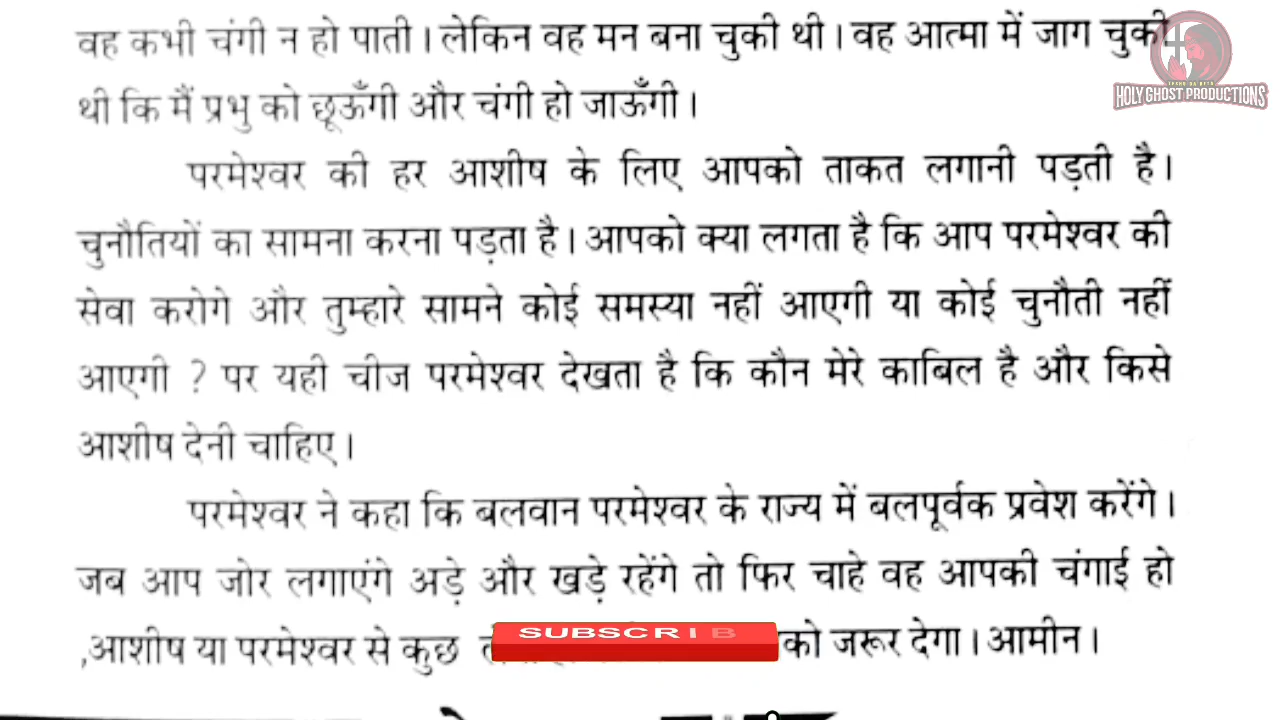 वह कभी चंगी न हो पाती। लेकिन वह मन बना चुकी थी। वह आत्मा में जाग चुकी
थी कि मैं प्रभु को छूऊँगी और चंगी हो जाऊँगी।
HOLY GHOST PRODUCTIONS
परमेश्वर की हर आशीष के लिए आपको ताकत लगानी पड़ती है।
चुनौतियों का सामना करना पड़ता है। आपको क्या लगता है कि आप परमेश्वर की
सेवा करोगे और तुम्हारे सामने कोई समस्या नहीं आएगी या कोई चुनौती नहीं
आएगी ? पर यही चीज परमेश्वर देखता है कि कौन मेरे काबिल है और किसे
आशीष देनी चाहिए।
परमेश्वर ने कहा कि बलवान परमेश्वर के राज्य में बलपूर्वक प्रवेश करेंगे।
जब आप जोर लगाएंगे अड़े और खड़े रहेंगे तो फिर चाहे वह आपकी चंगाई हो
,आशीष या परमेश्वर से कुछ को जरूर देगा। आमीन।
SUBSCRIB